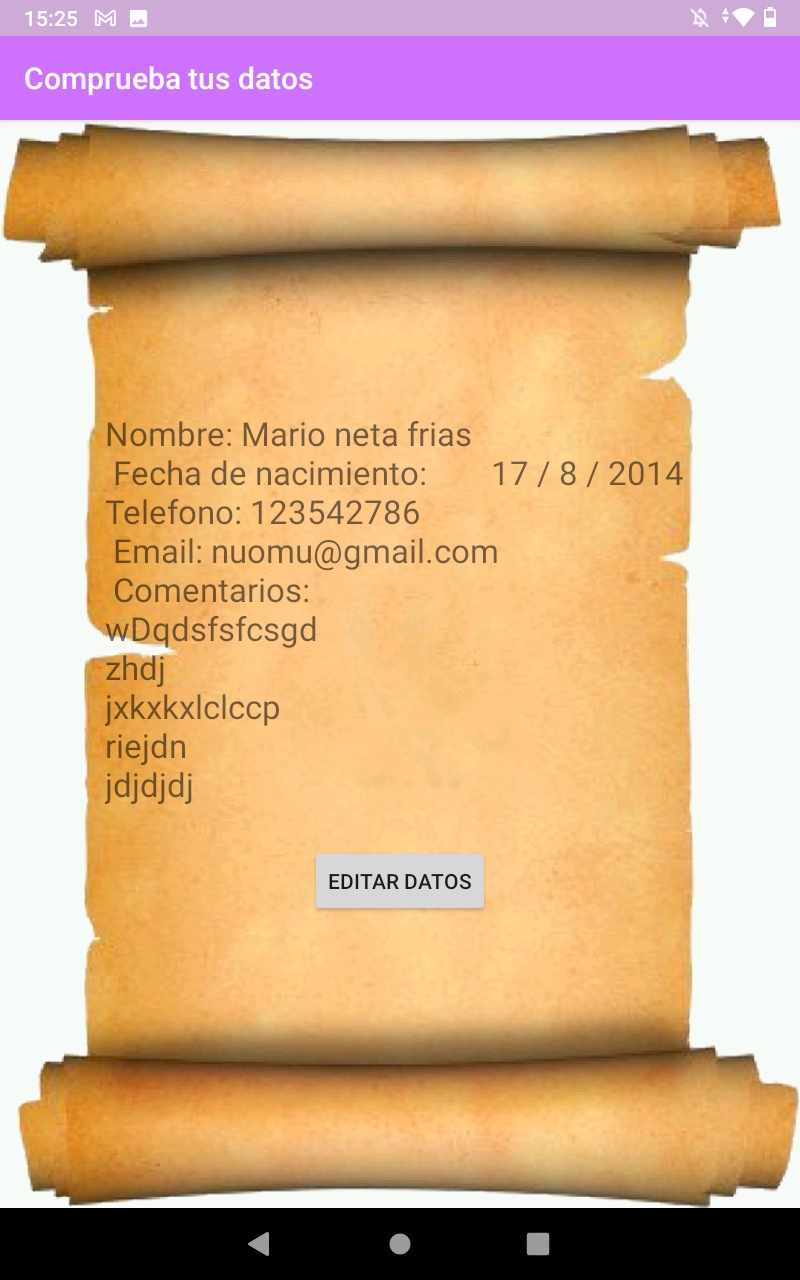 15:25
Comprueba tus datos
Nombre: Mario neta frias
Fecha de nacimiento: 17 / 8 / 2014
Telefono: 123542786
Email: nuomu@gmail.com
Comentarios:
wDqdsfsfcsgd
zhdj
jxkxkxlclccp
riejdn
jdjdjdj
EDITAR DATOS